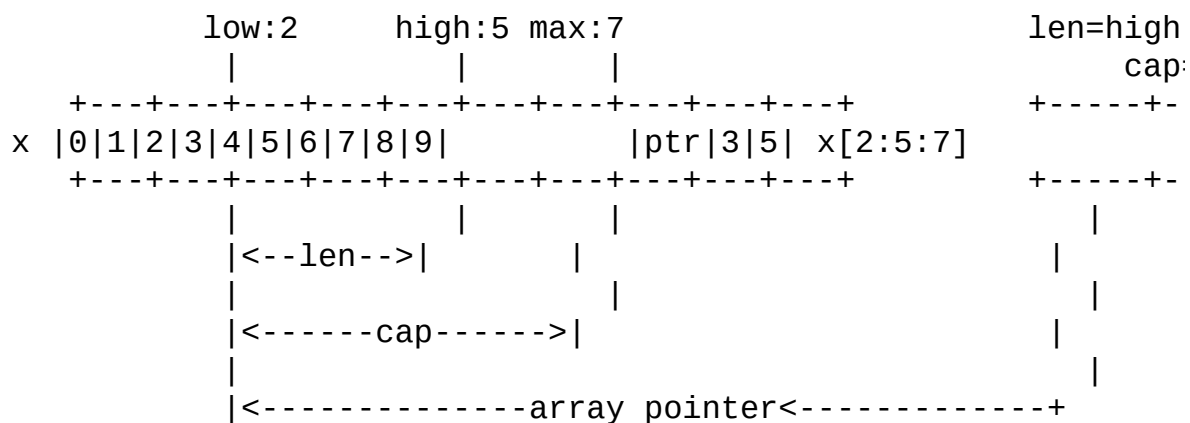 low:2 high:5 max:7 len=high
| | | cap=
+---+---+---+---+---+---+---+---+---+---+ +-----+-
x |0|1|2|3|4|5|6|7|8|9| |ptr|3|5| x[2:5:7]
+---+---+---+---+---+---+---+---+---+---+ +-----+-
| | | |
|<--len-->| | |
| | |
|<------cap------>| |
| |
|<--------------array pointer<-------------+